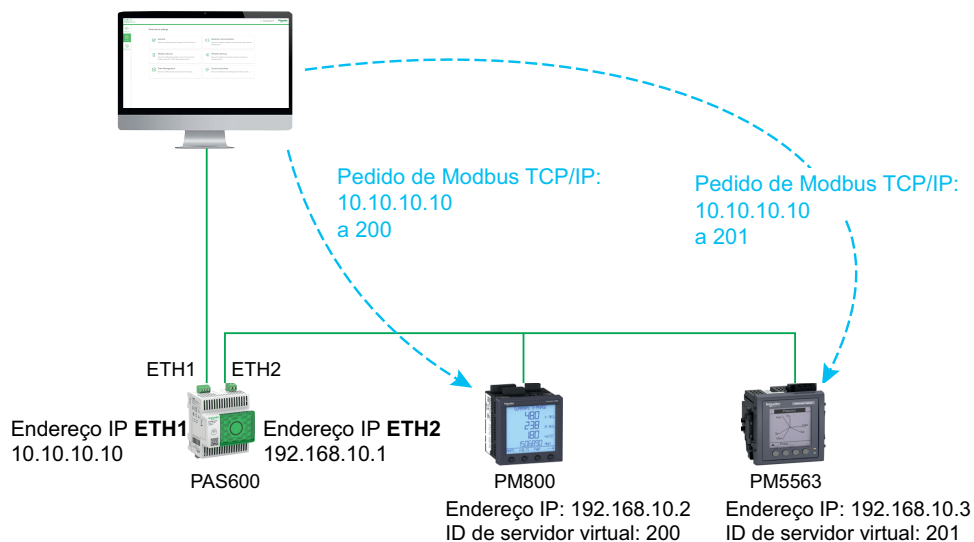 Pedido de Modbus TCP/IP:
10.10.10.10
a 200
Pedido de Modbus TCP/IP:
10.10.10.10
a 201
ETH1
ETH2
Endereço IP ETH1
10.10.10.10
Endereço IP ETH2
192.168.10.1
PAS600
PM800
PM5563
Endereço IP: 192.168.10.2
ID de servidor virtual: 200
Endereço IP: 192.168.10.3
ID de servidor virtual: 201